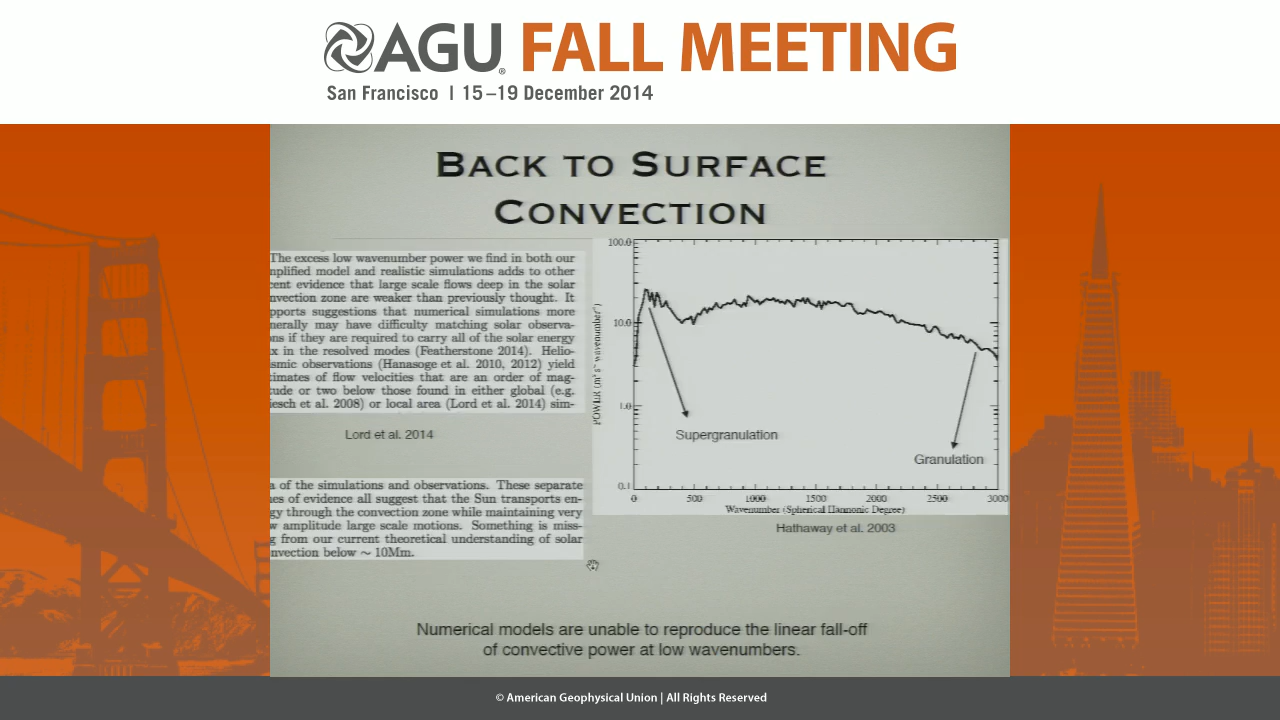 AGU FALL MEETING
San Francisco | 15–19 December 2014
BACK TO SURFACE
CONVECTION
The excess low wavenumber power we find in both our
nplified model and realistic simulations adds to other
cent evidence that large scale flows deep in the solar
nvection zone are weaker than previously thought. It
pports suggestions that numerical simulations more
nerally may have difficulty matching solar observa-
ns if they are required to carry all of the solar energy
x in the resolved modes (Featherstone 2014). Helio-
smic observations (Hanasoge et al. 2010, 2012) yield
timates of flow velocities that are an order of mag-
tude or two below those found in either global (e.g.
iesch et al. 2008) or local area (Lord et al. 2014) sim-
Lord et al. 2014
a of the simulations and observations. These separate
nes of evidence all suggest that the Sun transports en-
gy through the convection zone while maintaining very
w amplitude large scale motions. Something is miss-
g from our current theoretical understanding of solar
nvection below ~ 10Mm.
100.0
10.0
1.0
0.1
POWER (m² s⁻² wavenumber⁻¹)
Supergranulation
Granulation
0 500 1000 1500 2000 2500 3000
Wavenumber (Spherical Harmonic Degree)
Hathaway et al. 2003
Numerical models are unable to reproduce the linear fall-off
of convective power at low wavenumbers.
© American Geophysical Union | All Rights Reserved